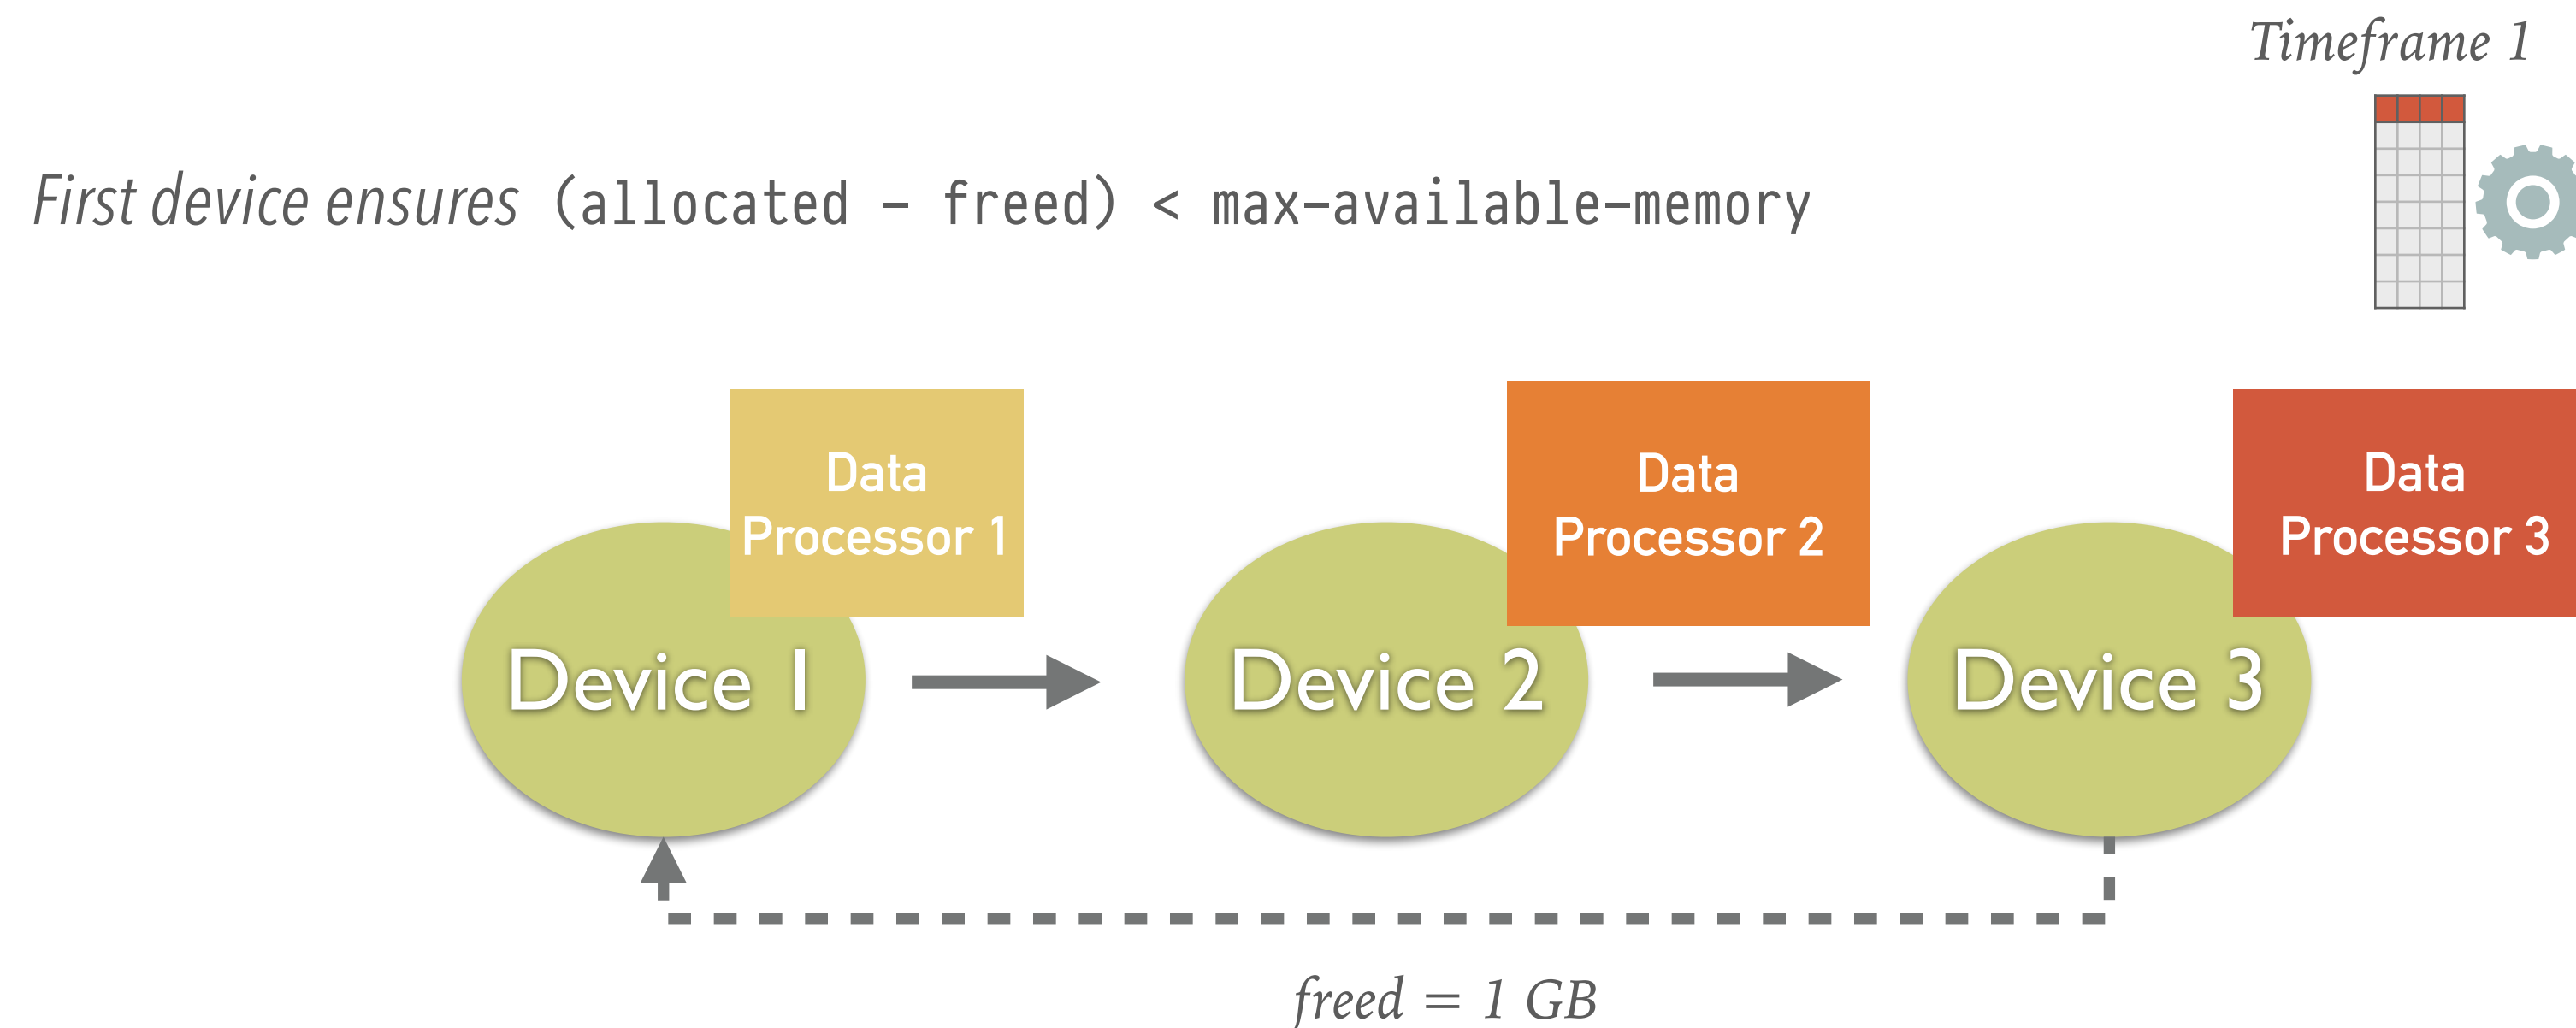 Timeframe 1
First device ensures (allocated - freed) < max-available-memory
Data
Processor 1
Data
Processor 2
Data
Processor 3
Device 1
Device 2
Device 3
freed = 1 GB